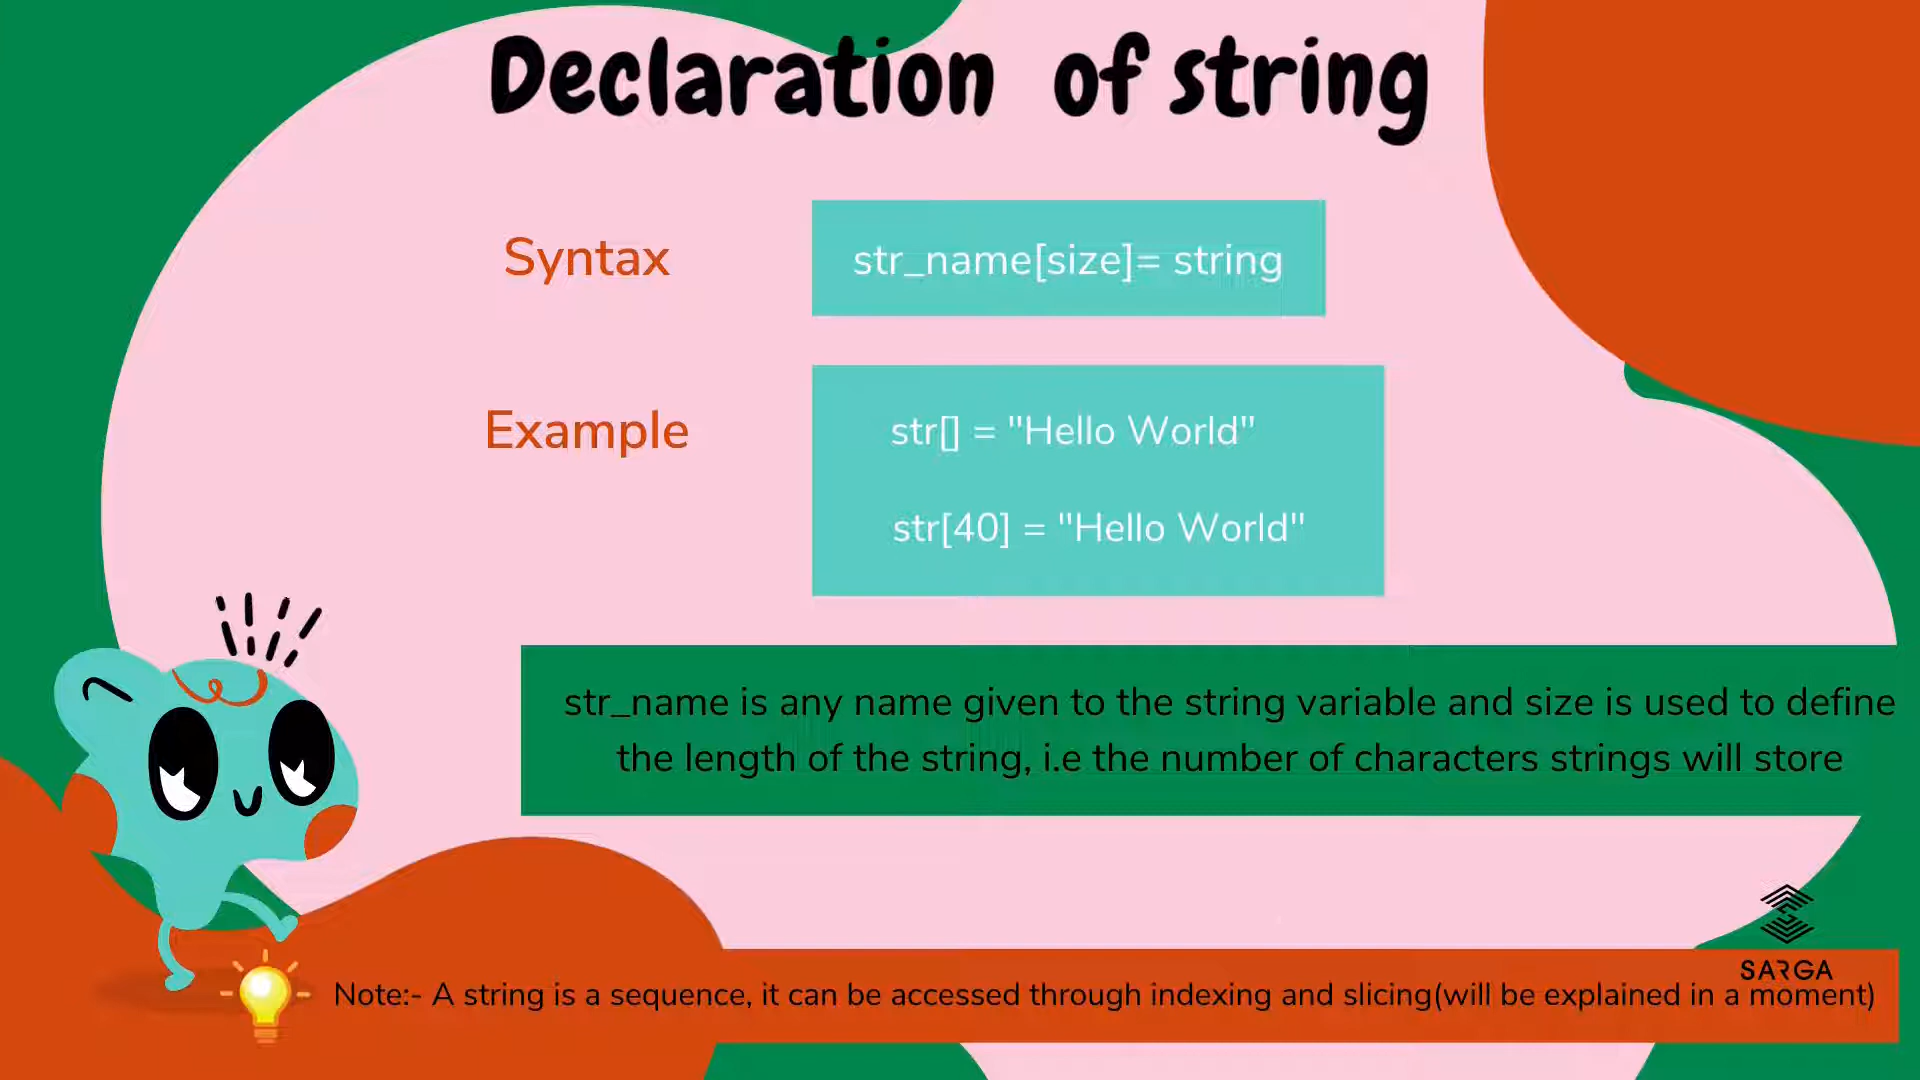 Declaration of string
Syntax
str_name[size]= string
Example
str[] = "Hello World"
str[40] = "Hello World"
str_name is any name given to the string variable and size is used to define
the length of the string, i.e the number of characters strings will store
SARGA
Note:- A string is a sequence, it can be accessed through indexing and slicing(will be explained in a moment)